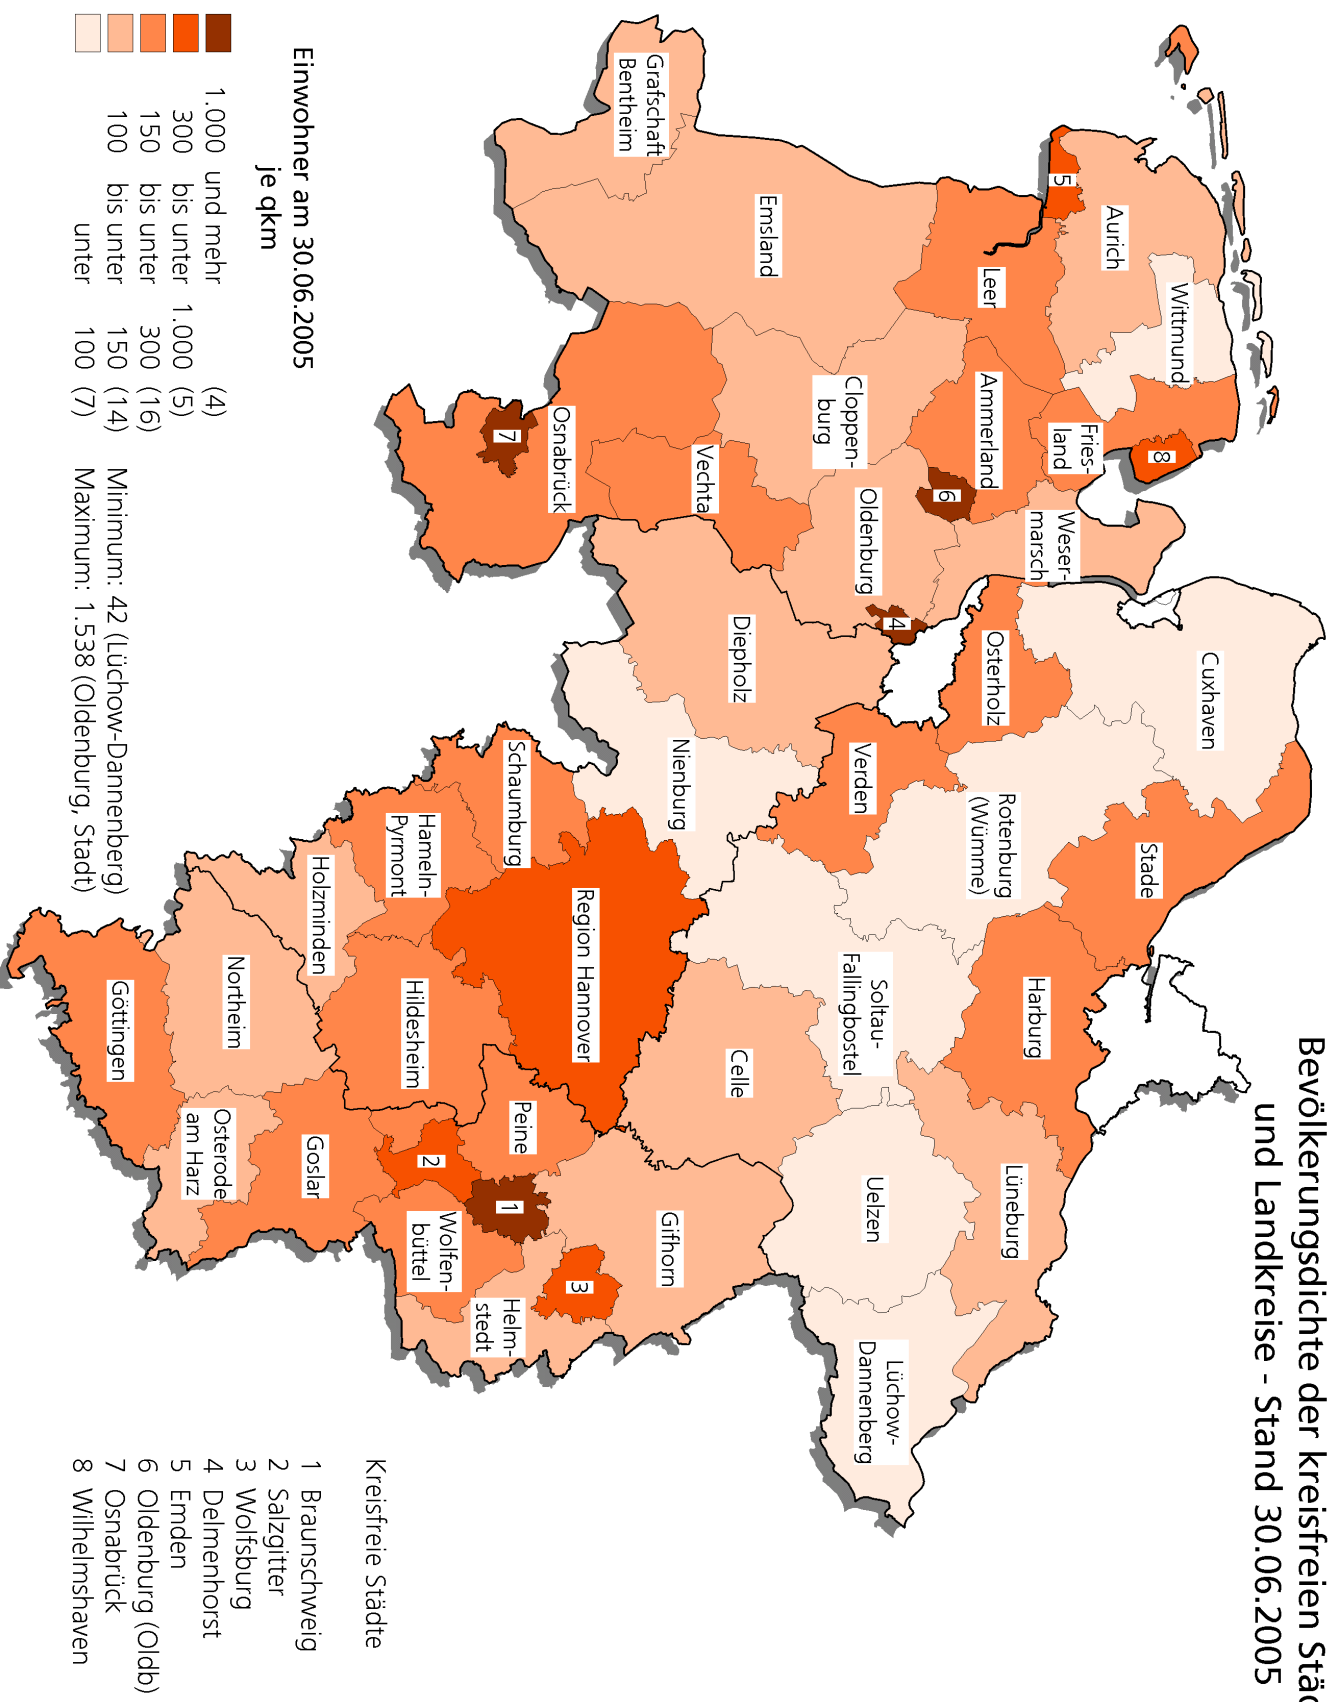 Bevölkerungsdichte der kreisfreien
und Landkreise - Stand 30.06.2005
Wittmund
Aurich
5
8
Fries-
land
Leer
Ammerland
6
Weser-
marsch
Cuxhaven
Stade
Osterholz
Rotenburg
(Wümme)
Harburg
Lüneburg
Emsland
Cloppen-
burg
Oldenburg
4
Verden
Soltau-
Fallingbostel
Uelzen
Lüchow-
Dannenberg
Grafschaft
Bentheim
Vechta
Diepholz
Nienburg
Celle
Gifhorn
Osnabrück
7
Schaumburg
Region Hannover
Peine
1
3
Helm-
stedt
Hameln-
Pyrmont
Hildesheim
2
Wolfen-
büttel
Holzminden
Goslar
Northeim
Osterode
am Harz
Göttingen
Einwohner am 30.06.2005
je qkm
1.000 und mehr (4)
300 bis unter 1.000 (5)
150 bis unter 300 (16)
100 bis unter 150 (14)
unter 100 (7)
Minimum: 42 (Lüchow-Dannenberg)
Maximum: 1.538 (Oldenburg, Stadt)
Kreisfreie Städte
1 Braunschweig
2 Salzgitter
3 Wolfsburg
4 Delmenhorst
5 Emden
6 Oldenburg (Oldb)
7 Osnabrück
8 Wilhelmshaven